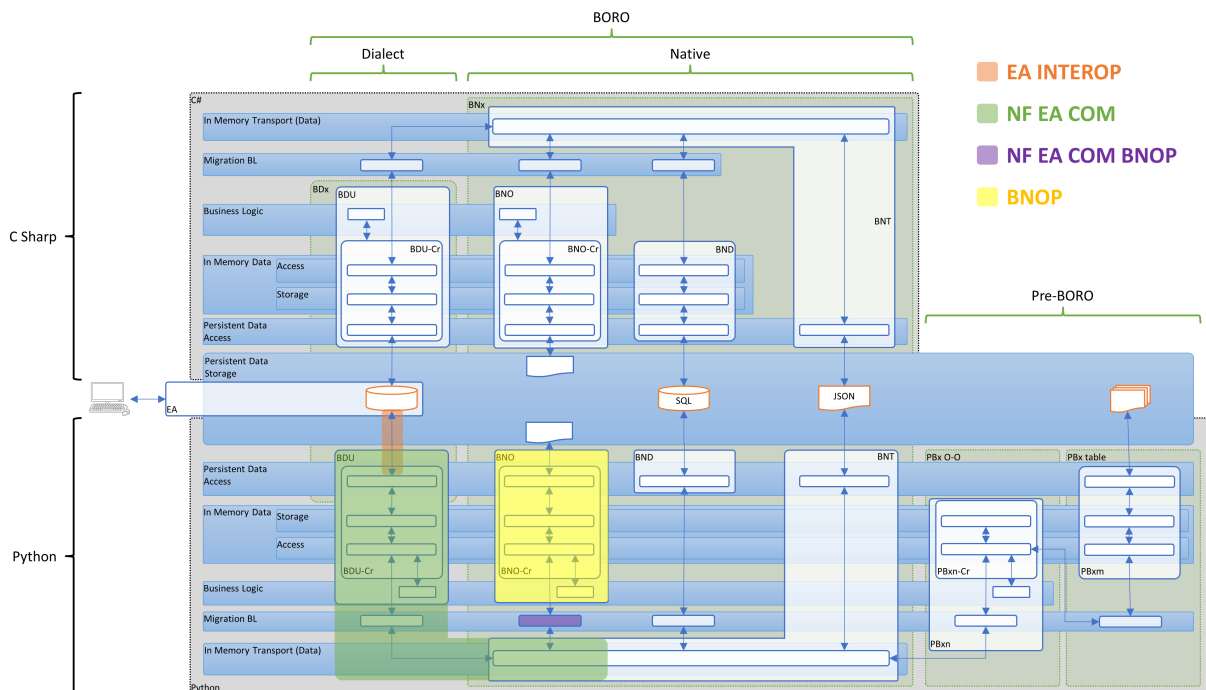 BORO
Dialect
Native
EA INTEROP
NF EA COM
NF EA COM BNOP
BNOP
C#
BNx
In Memory Transport (Data)
Migration BL
BDx
BDU
BNO
Business Logic
BNT
C Sharp
BDU-Cr
BNO-Cr
BND
In Memory Data
Access
Storage
Pre-BORO
Persistent Data
Access
Persistent Data
Storage
EA
SQL
JSON
BDU
BNO
BND
BNT
PBx O-O
PBx table
Persistent Data
Access
In Memory Data
Storage
Access
Python
BDU-Cr
BNO-Cr
PBxn-Cr
PBxm
Business Logic
Migration BL
PBxn
In Memory Transport (Data)
Python